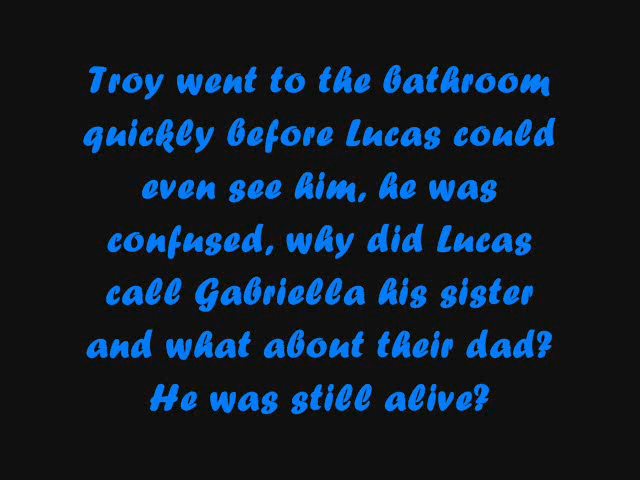 Troy went to the bathroom
quickly before Lucas could
even see him, he was
confused, why did Lucas
call Gabriella his sister
and what about their dad?
He was still alive?